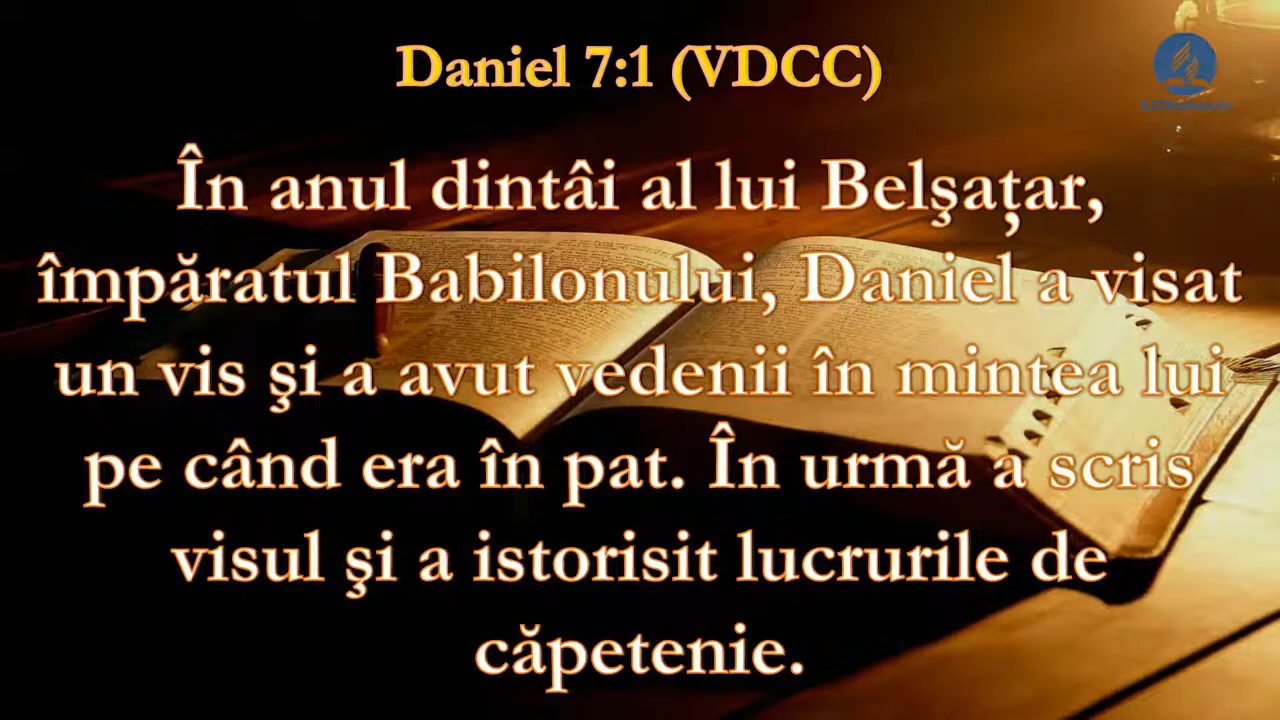 Daniel 7:1 (VDCC)
În anul dintâi al lui Belşaţar,
împăratul Babilonului, Daniel a visat
un vis şi a avut vedenii în mintea lui
pe când era în pat. În urmă a scris
visul şi a istorisit lucrurile de
căpetenie.